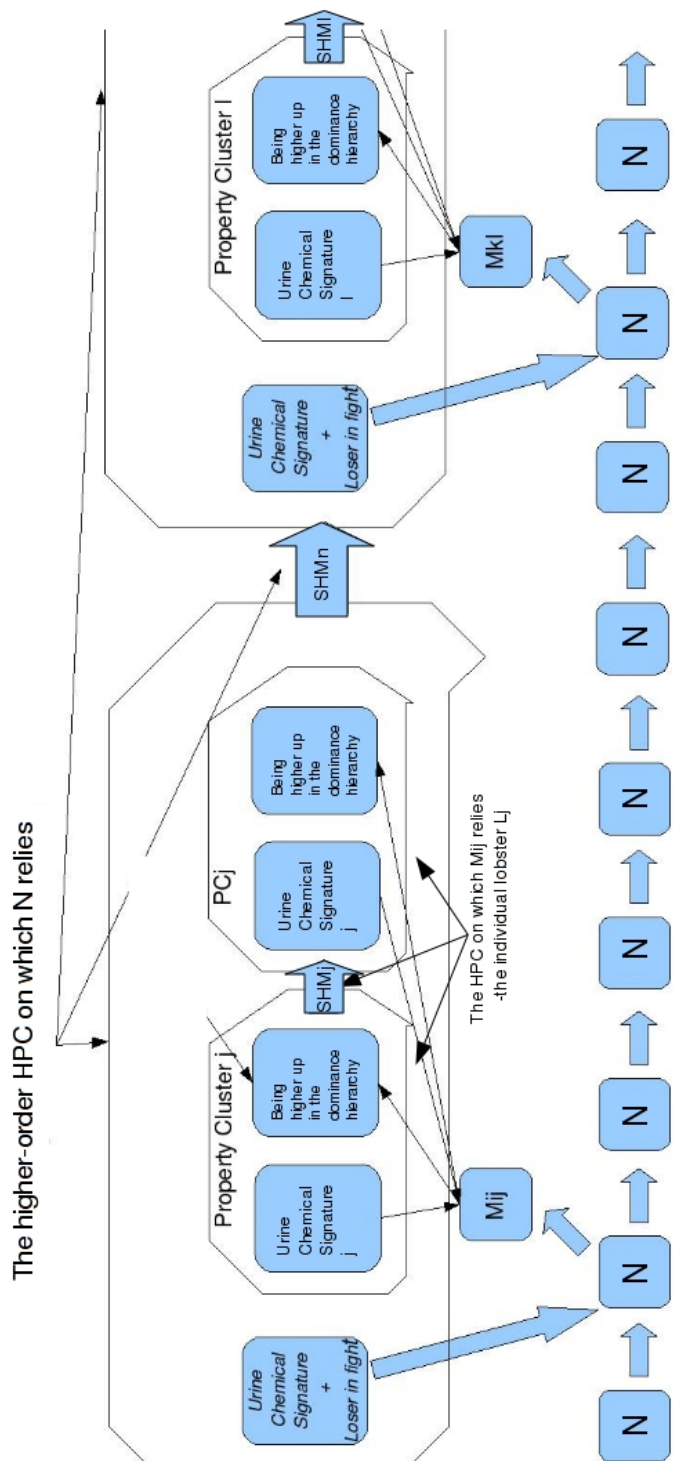 The higher-order HPC on which N relies
Urine
Chemical
Signature
+
Loser in fight
Property Cluster j
Urine
Chemical
Signature
j
Being
higher up
in the
dominance
hierarchy
SHMj
PCj
Urine
Chemical
Signature
j
Being
higher up
in the
dominance
hierarchy
SHMn
Urine
Chemical
Signature
+
Loser in fight
Property Cluster l
Urine
Chemical
Signature
l
Being
higher up
in the
dominance
hierarchy
SHMl
Mij
The HPC on which Mij relies
-the individual lobster Lj
Mkl
N
N
N
N
N
N
N
N
N
N